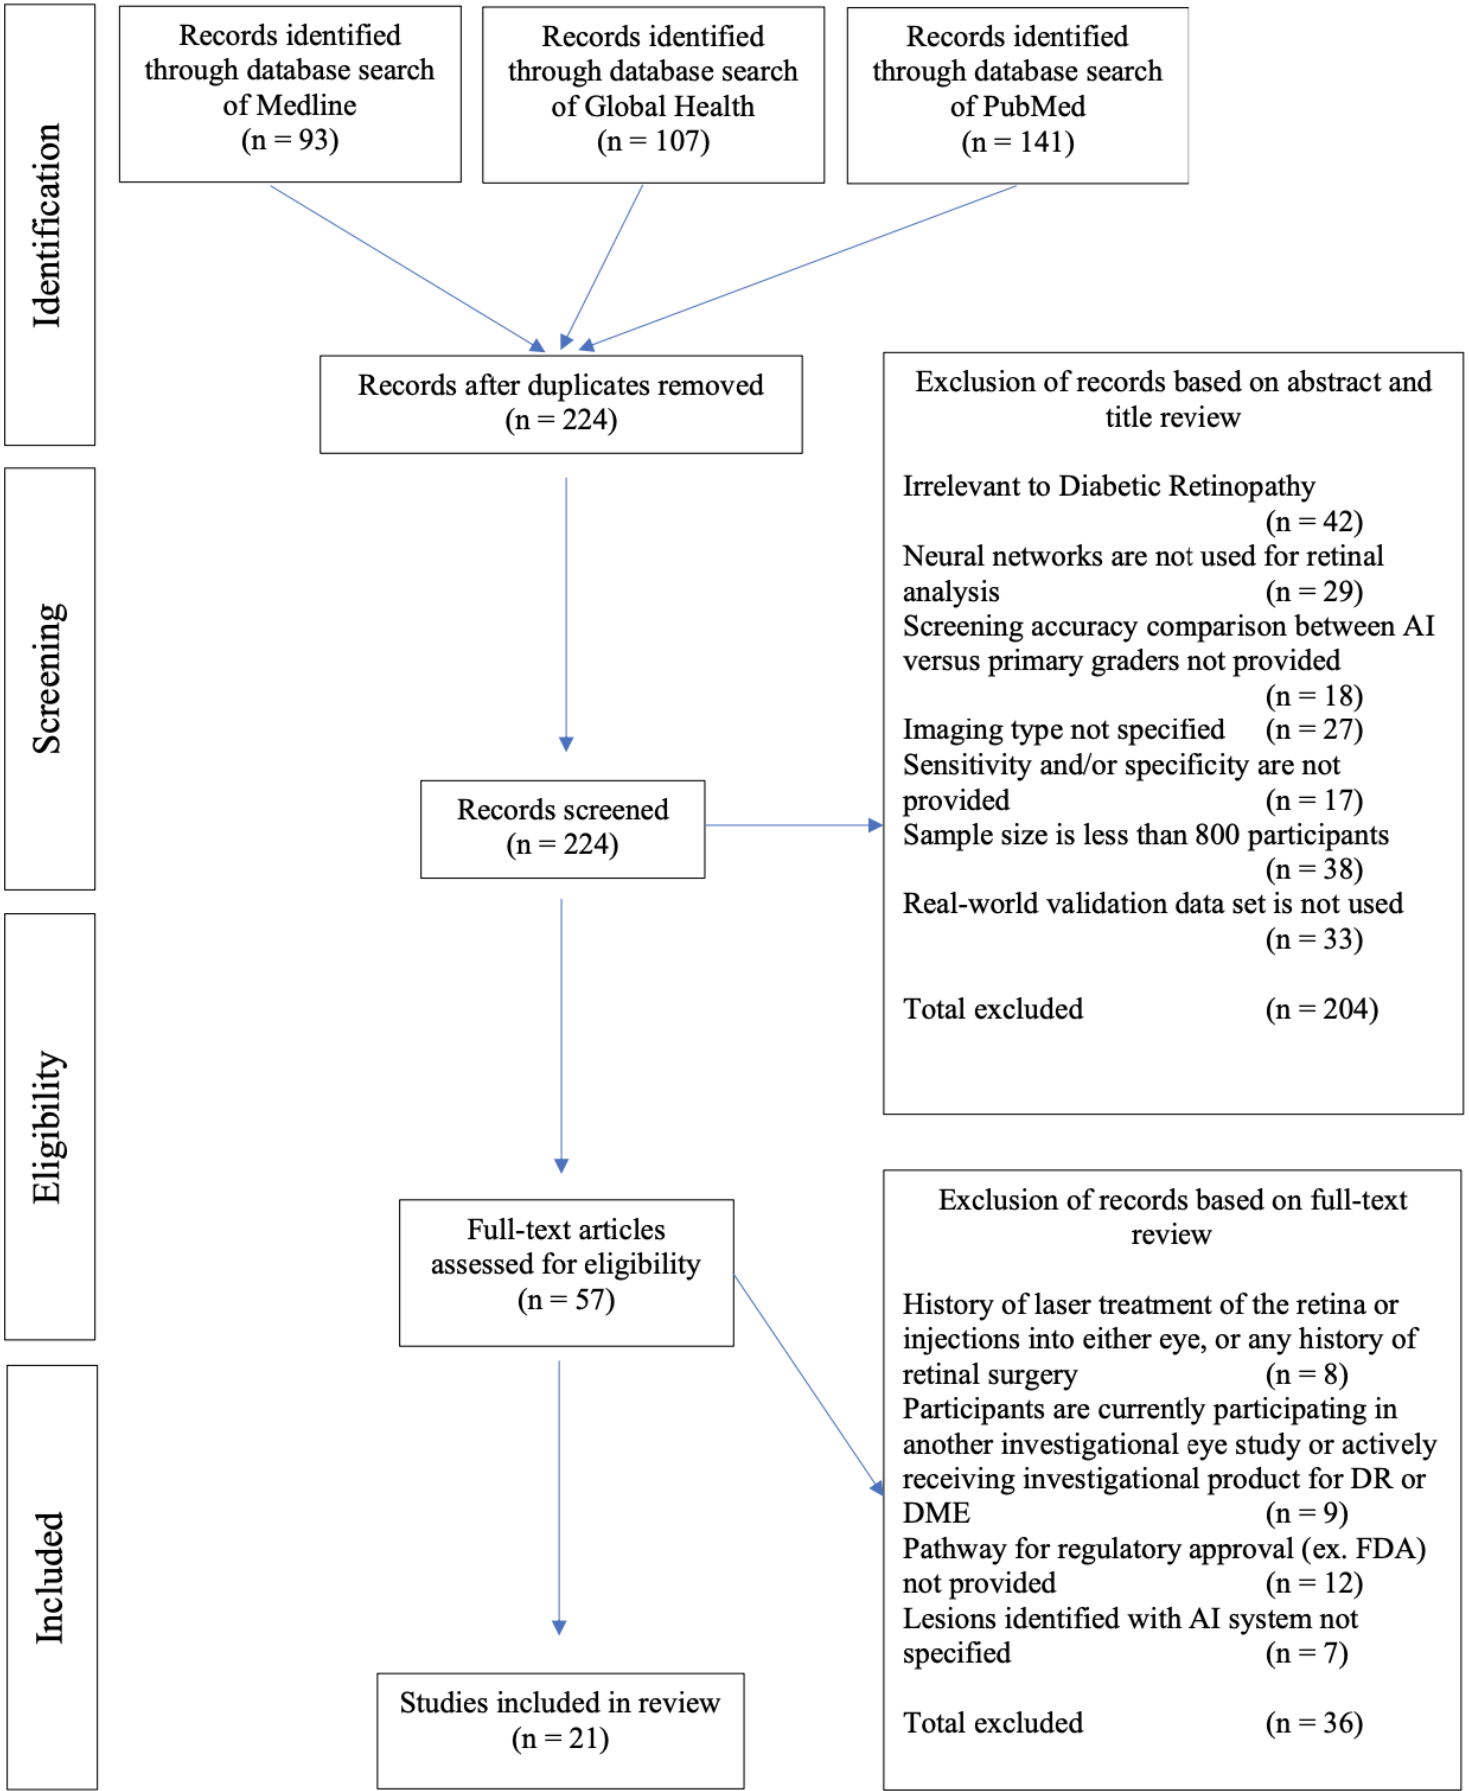 Identification
Records identified
through database search
of Medline
(n = 93)
Records identified
through database search
of Global Health
(n = 107)
Records identified
through database search
of PubMed
(n = 141)
Records after duplicates removed
(n = 224)
Screening
Records screened
(n = 224)
Exclusion of records based on abstract and
title review
Irrelevant to Diabetic Retinopathy
(n = 42)
Neural networks are not used for retinal
analysis (n = 29)
Screening accuracy comparison between AI
versus primary graders not provided
(n = 18)
Imaging type not specified (n = 27)
Sensitivity and/or specificity are not
provided (n = 17)
Sample size is less than 800 participants
(n = 38)
Real-world validation data set is not used
(n = 33)
Total excluded (n = 204)
Eligibility
Full-text articles
assessed for eligibility
(n = 57)
Exclusion of records based on full-text
review
History of laser treatment of the retina or
injections into either eye, or any history of
retinal surgery (n = 8)
Participants are currently participating in
another investigational eye study or actively
receiving investigational product for DR or
DME (n = 9)
Pathway for regulatory approval (ex. FDA)
not provided (n = 12)
Lesions identified with AI system not
specified (n = 7)
Total excluded (n = 36)
Included
Studies included in review
(n = 21)